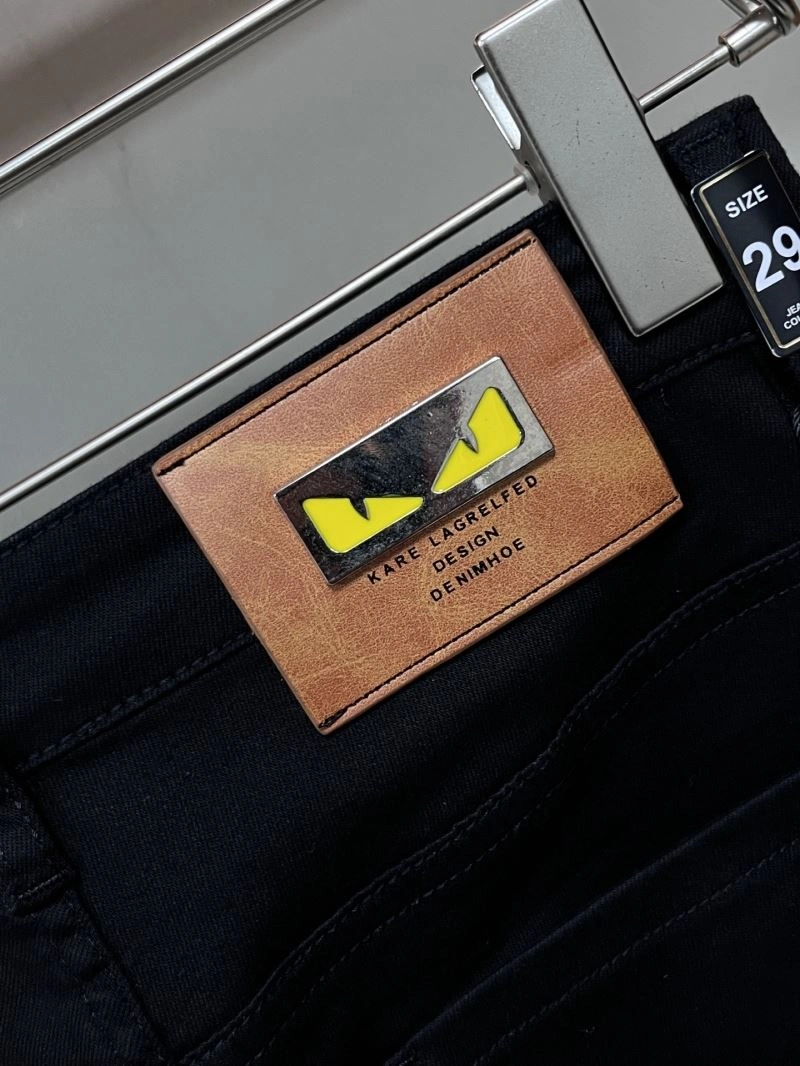 KARE LAGRELFED
DESIGN
DENIMHOE
SIZE
29